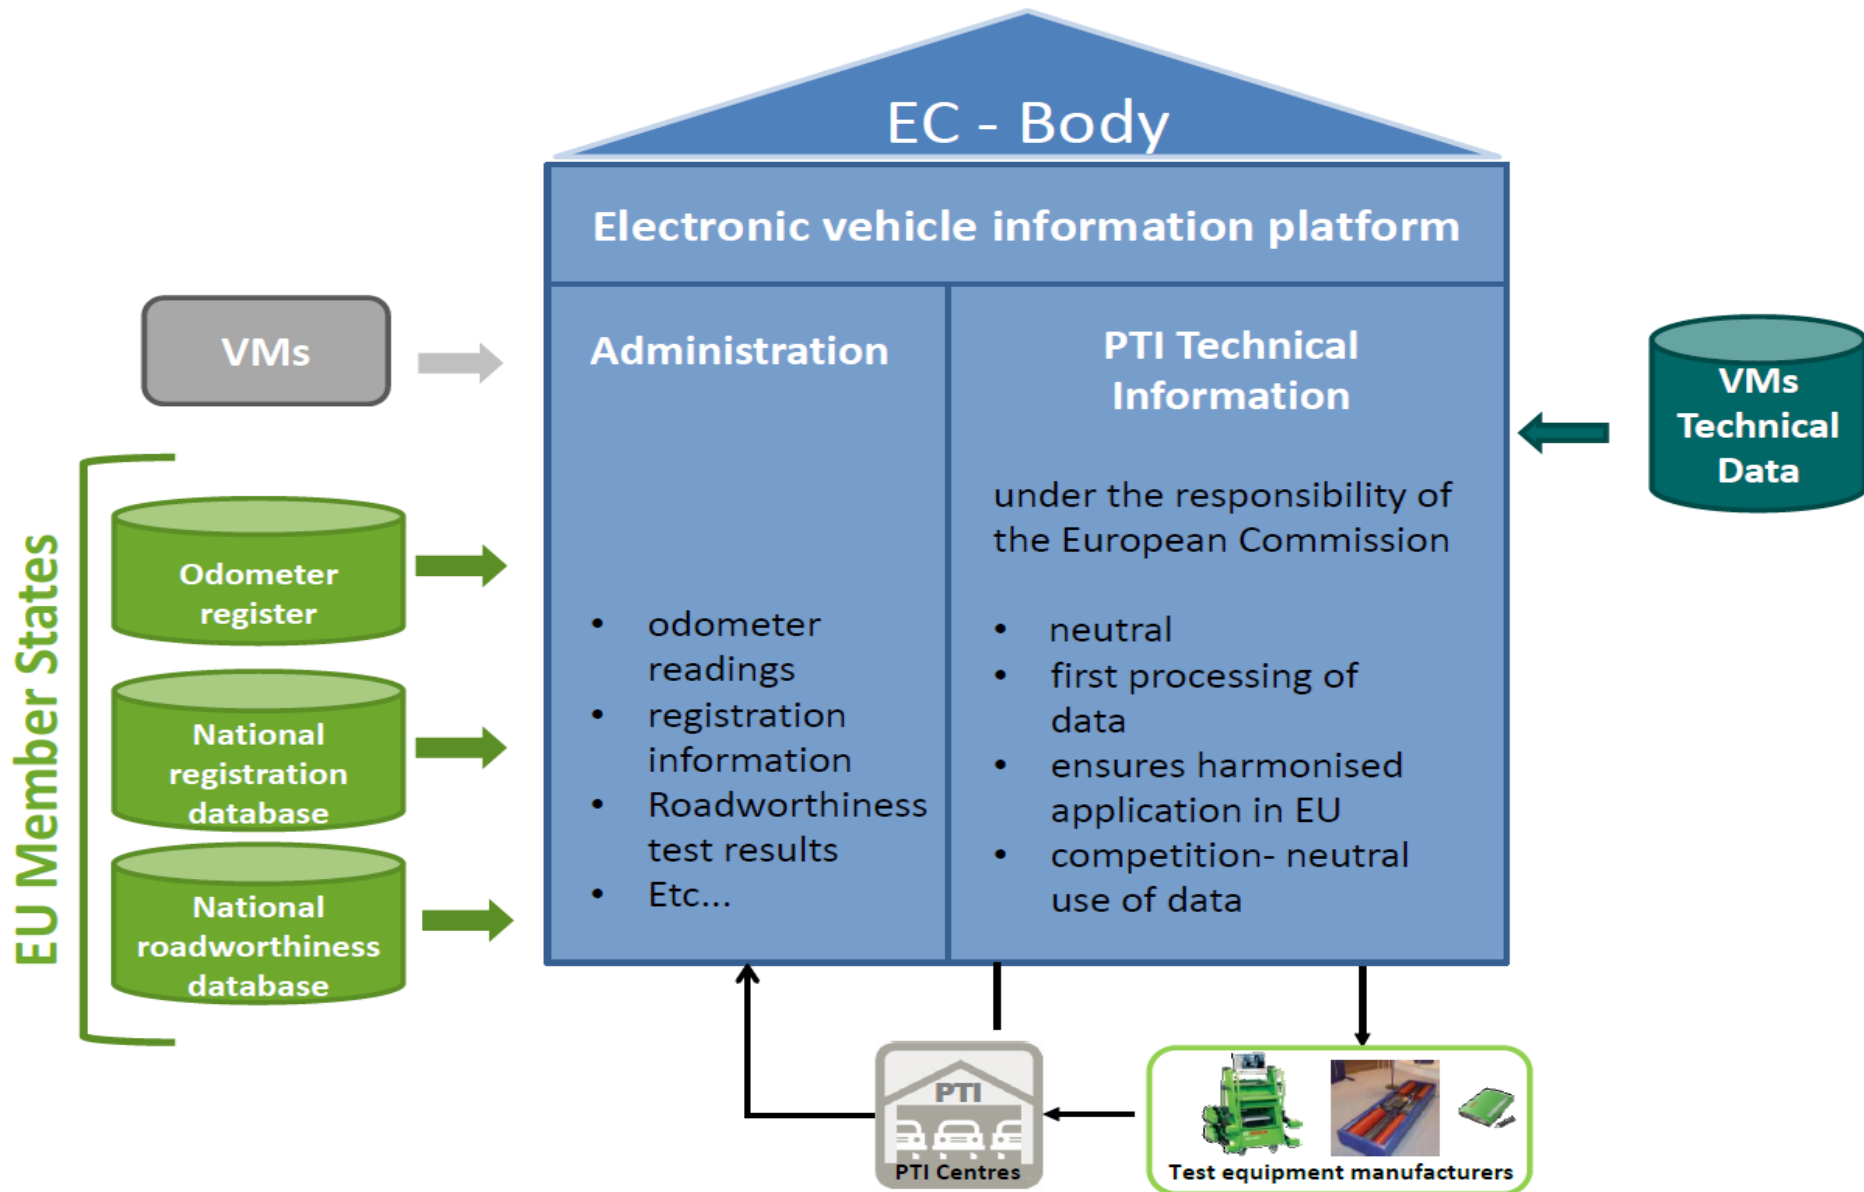 EC - Body
Electronic vehicle information platform
VMs
Administration
PTI Technical
Information
VMs
Technical
Data
under the responsibility of
the European Commission
EU Member States
Odometer
register
National
registration
database
National
roadworthiness
database
• odometer
readings
• registration
information
• Roadworthiness
test results
• Etc...
• neutral
• first processing of
data
• ensures harmonised
application in EU
• competition- neutral
use of data
PTI
PTI Centres
Test equipment manufacturers